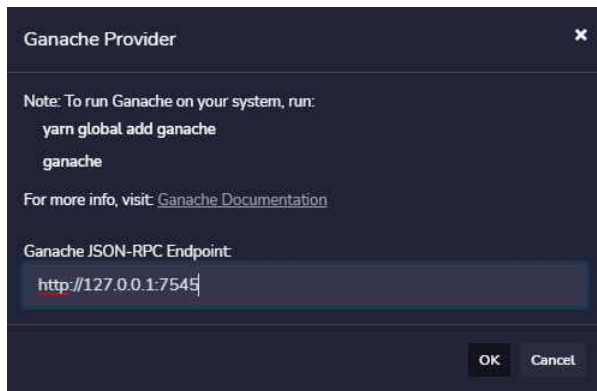 Ganache Provider
×
Note: To run Ganache on your system, run:
yarn global add ganache
ganache
For more info, visit: Ganache Documentation
Ganache JSON-RPC Endpoint:
http://127.0.0.1:7545
OK Cancel